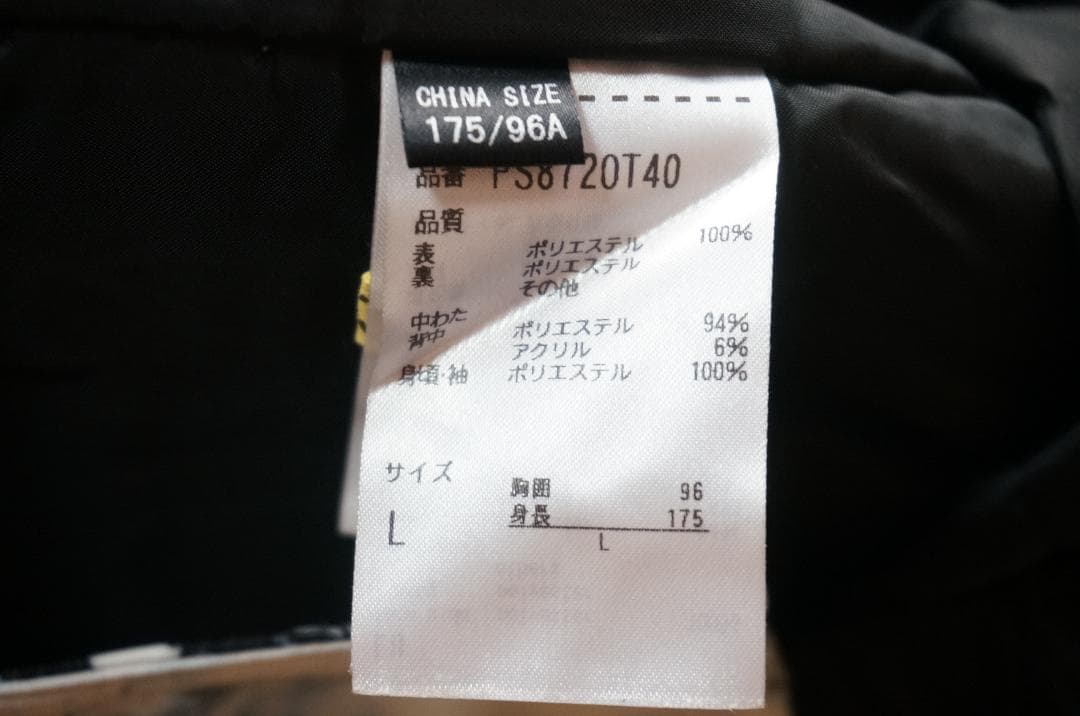 CHINA SIZE
175/96A
品番 PS8720T40
品質
表 ポリエステル 100%
裏 ポリエステル
その他
中わた
背中 ポリエステル 94%
アクリル 6%
身頃・袖 ポリエステル 100%
サイズ
胸囲 96
L 身長 175
L